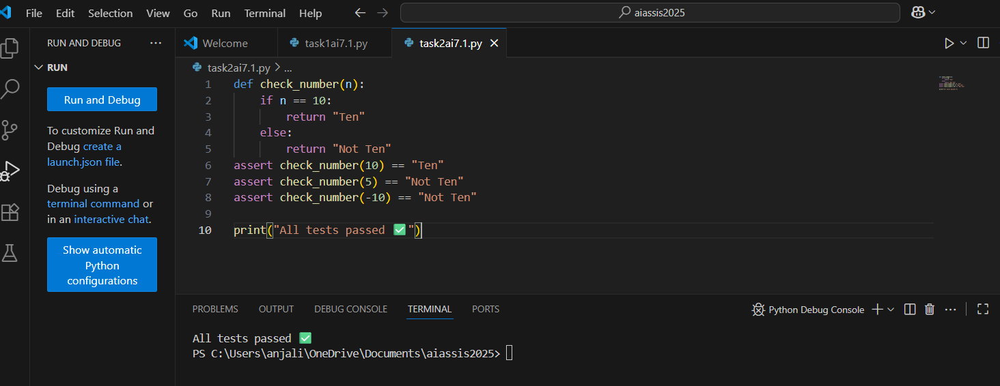 File Edit Selection View Go Run Terminal Help
aiassis2025
RUN AND DEBUG ...
RUN
Run and Debug
To customize Run and
Debug create a
launch.json file.
Debug using a
terminal command or
in an interactive chat.
Show automatic
Python
configurations
Welcome task1ai7.1.py task2ai7.1.py
task2ai7.1.py > ...
1 def check_number(n):
2     if n == 10:
3         return "Ten"
4     else:
5         return "Not Ten"
6 assert check_number(10) == "Ten"
7 assert check_number(5) == "Not Ten"
8 assert check_number(-10) == "Not Ten"
9
10 print("All tests passed ✅")
PROBLEMS OUTPUT DEBUG CONSOLE TERMINAL PORTS
Python Debug Console
All tests passed ✅
PS C:\Users\anjali\OneDrive\Documents\aiassis2025>